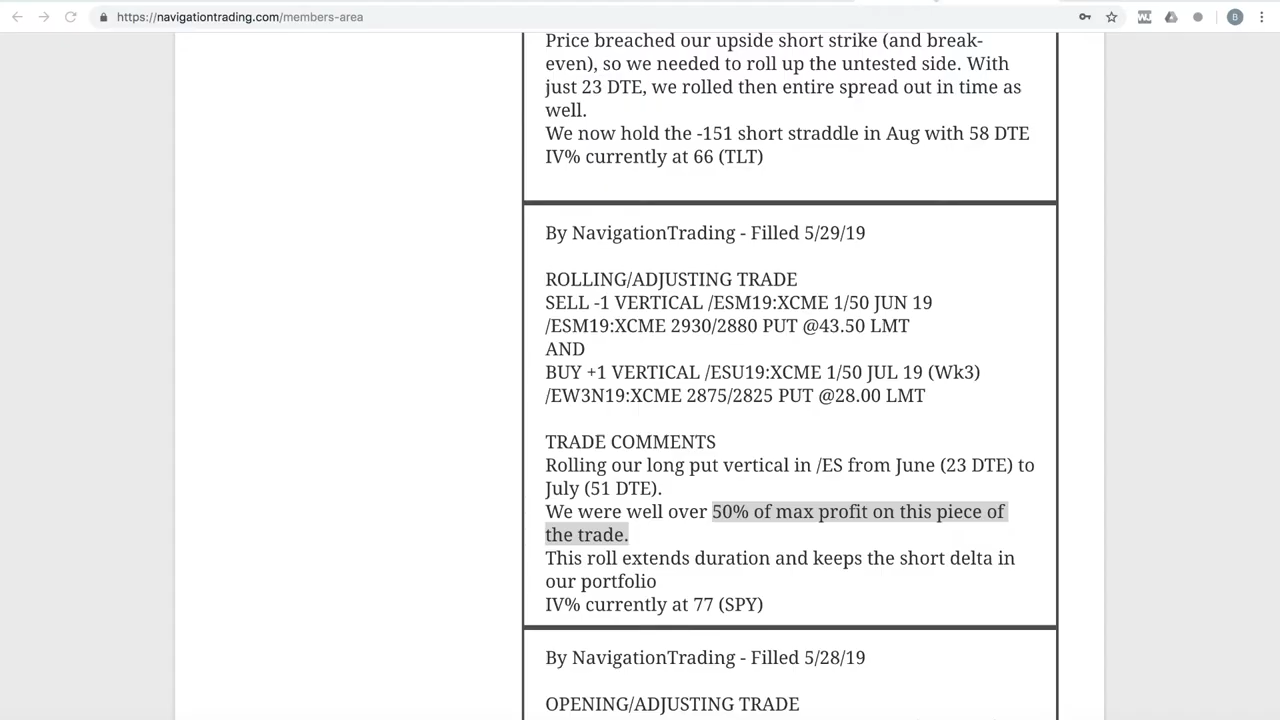 https://navigationtrading.com/members-area
B
Price breached our upside short strike (and break-
even), so we needed to roll up the untested side. With
just 23 DTE, we rolled then entire spread out in time as
well.
We now hold the -151 short straddle in Aug with 58 DTE
IV% currently at 66 (TLT)
By NavigationTrading - Filled 5/29/19
ROLLING/ADJUSTING TRADE
SELL -1 VERTICAL /ESM19:XCME 1/50 JUN 19
/ESM19:XCME 2930/2880 PUT @43.50 LMT
AND
BUY +1 VERTICAL /ESU19:XCME 1/50 JUL 19 (Wk3)
/EW3N19:XCME 2875/2825 PUT @28.00 LMT
TRADE COMMENTS
Rolling our long put vertical in /ES from June (23 DTE) to
July (51 DTE).
We were well over 50% of max profit on this piece of
the trade.
This roll extends duration and keeps the short delta in
our portfolio
IV% currently at 77 (SPY)
By NavigationTrading - Filled 5/28/19
OPENING/ADJUSTING TRADE